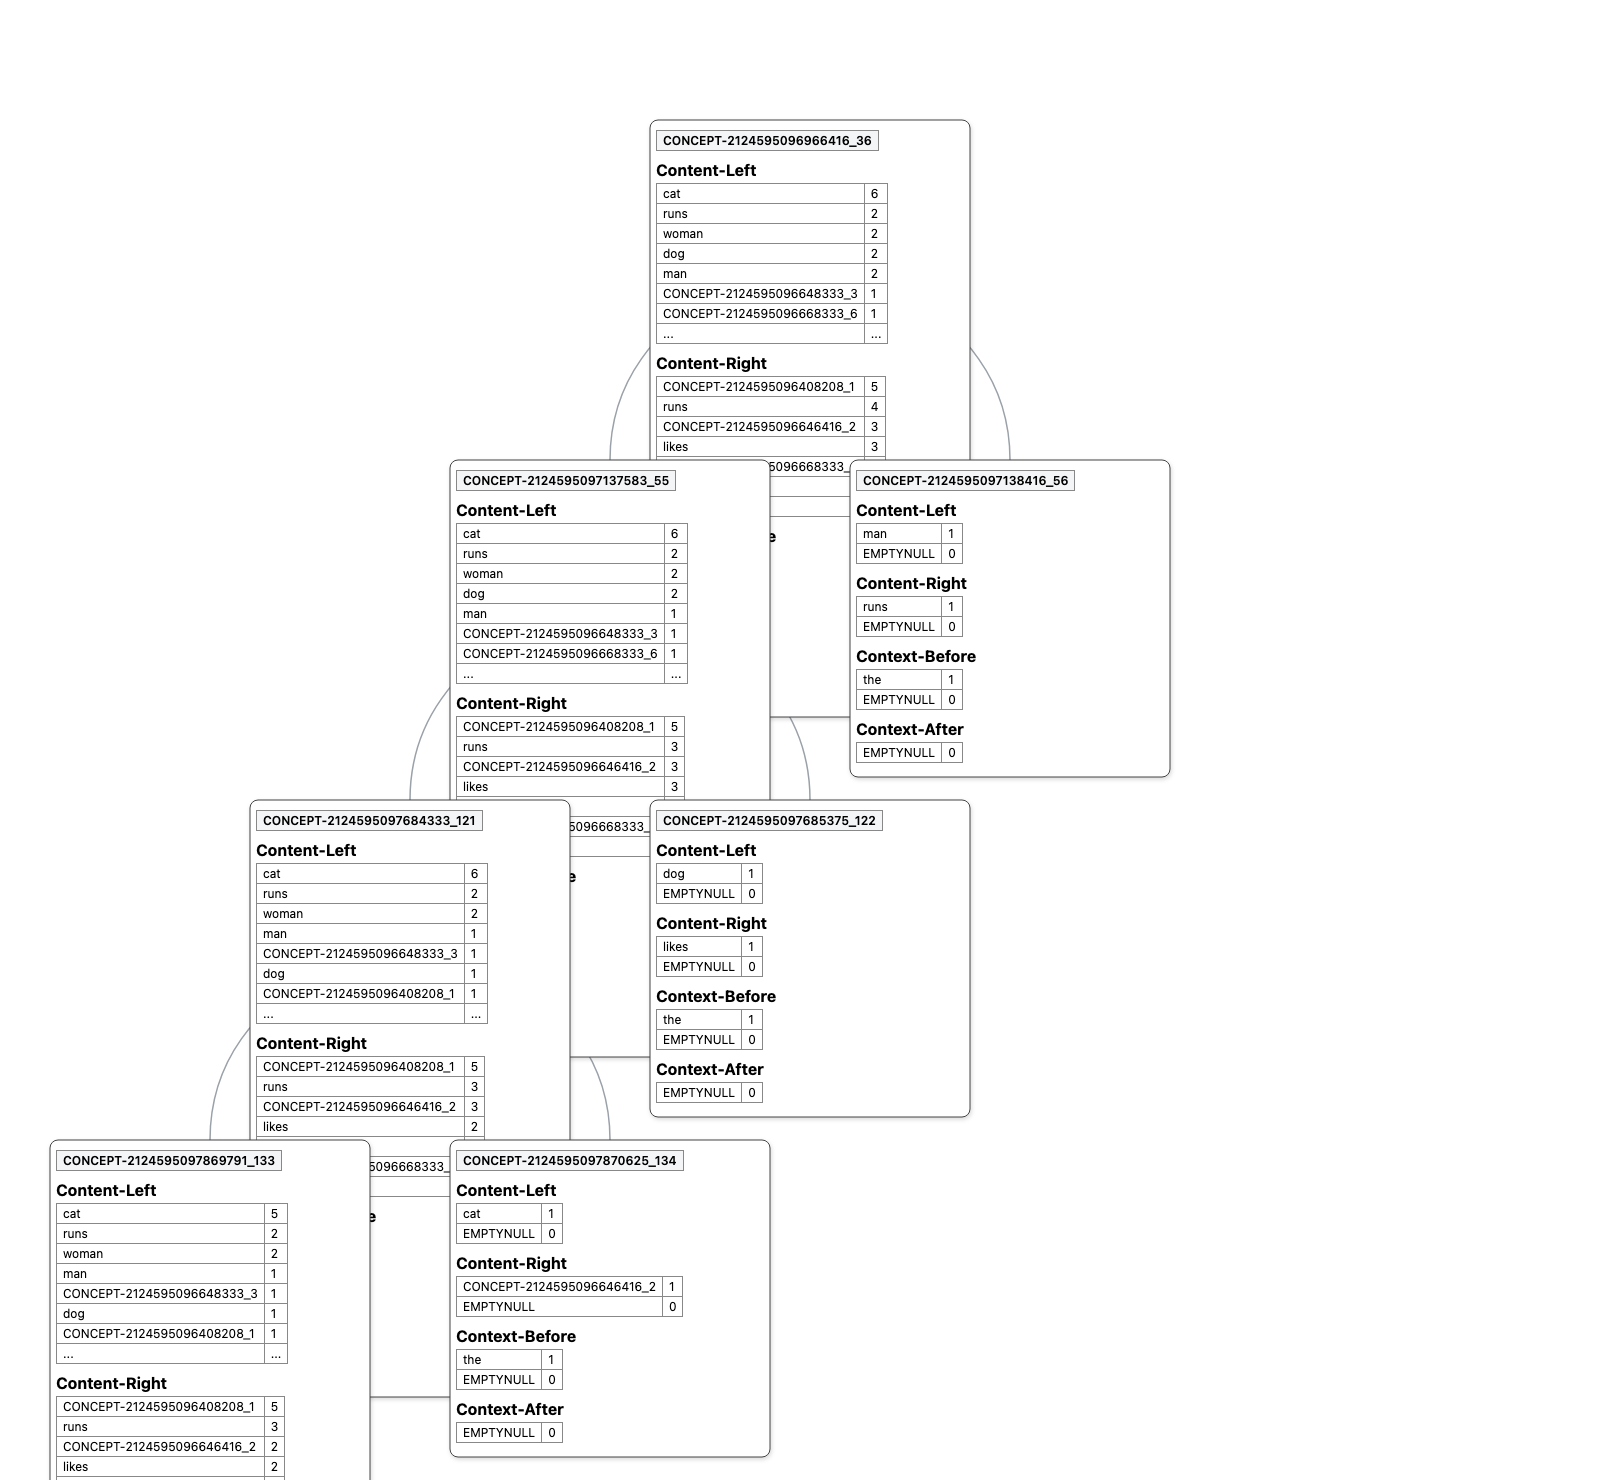 CONCEPT-2124595096966416_36
Content-Left
cat 6
runs 2
woman 2
dog 2
man 2
CONCEPT-2124595096648333_3 1
CONCEPT-2124595096668333_6 1
... ...
Content-Right
CONCEPT-2124595096408208_1 5
runs 4
CONCEPT-2124595096646416_2 3
likes 3
CONCEPT-2124595097137583_55
Content-Left
cat 6
runs 2
woman 2
dog 2
man 1
CONCEPT-2124595096648333_3 1
CONCEPT-2124595096668333_6 1
... ...
Content-Right
CONCEPT-2124595096408208_1 5
runs 3
CONCEPT-2124595096646416_2 3
likes 3
CONCEPT-2124595097138416_56
Content-Left
man 1
EMPTYNULL 0
Content-Right
runs 1
EMPTYNULL 0
Context-Before
the 1
EMPTYNULL 0
Context-After
EMPTYNULL 0
CONCEPT-2124595097684333_121
Content-Left
cat 6
runs 2
woman 2
man 1
CONCEPT-2124595096648333_3 1
dog 1
CONCEPT-2124595096408208_1 1
... ...
Content-Right
CONCEPT-2124595096408208_1 5
runs 3
CONCEPT-2124595096646416_2 3
likes 2
CONCEPT-2124595097685375_122
Content-Left
dog 1
EMPTYNULL 0
Content-Right
likes 1
EMPTYNULL 0
Context-Before
the 1
EMPTYNULL 0
Context-After
EMPTYNULL 0
CONCEPT-2124595097869791_133
Content-Left
cat 5
runs 2
woman 2
man 1
CONCEPT-2124595096648333_3 1
dog 1
CONCEPT-2124595096408208_1 1
... ...
Content-Right
CONCEPT-2124595096408208_1 5
runs 3
CONCEPT-2124595096646416_2 2
likes 2
CONCEPT-2124595097870625_134
Content-Left
cat 1
EMPTYNULL 0
Content-Right
CONCEPT-2124595096646416_2 1
EMPTYNULL 0
Context-Before
the 1
EMPTYNULL 0
Context-After
EMPTYNULL 0